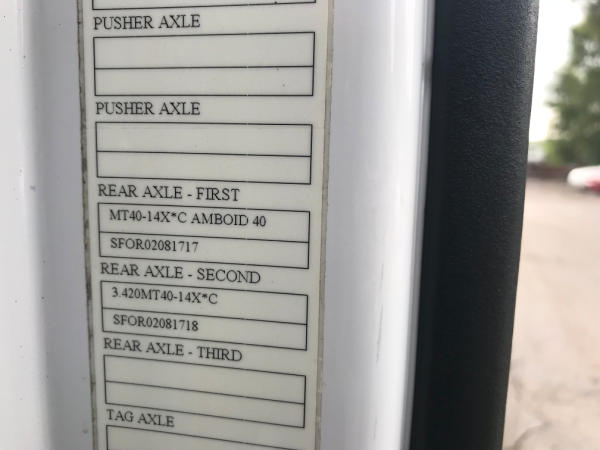 PUSHER AXLE
PUSHER AXLE
REAR AXLE - FIRST
MT40-14X*C AMBOID 40
SFOR02081717
REAR AXLE - SECOND
3.420MT40-14X*C
SFOR02081718
REAR AXLE - THIRD
TAG AXLE